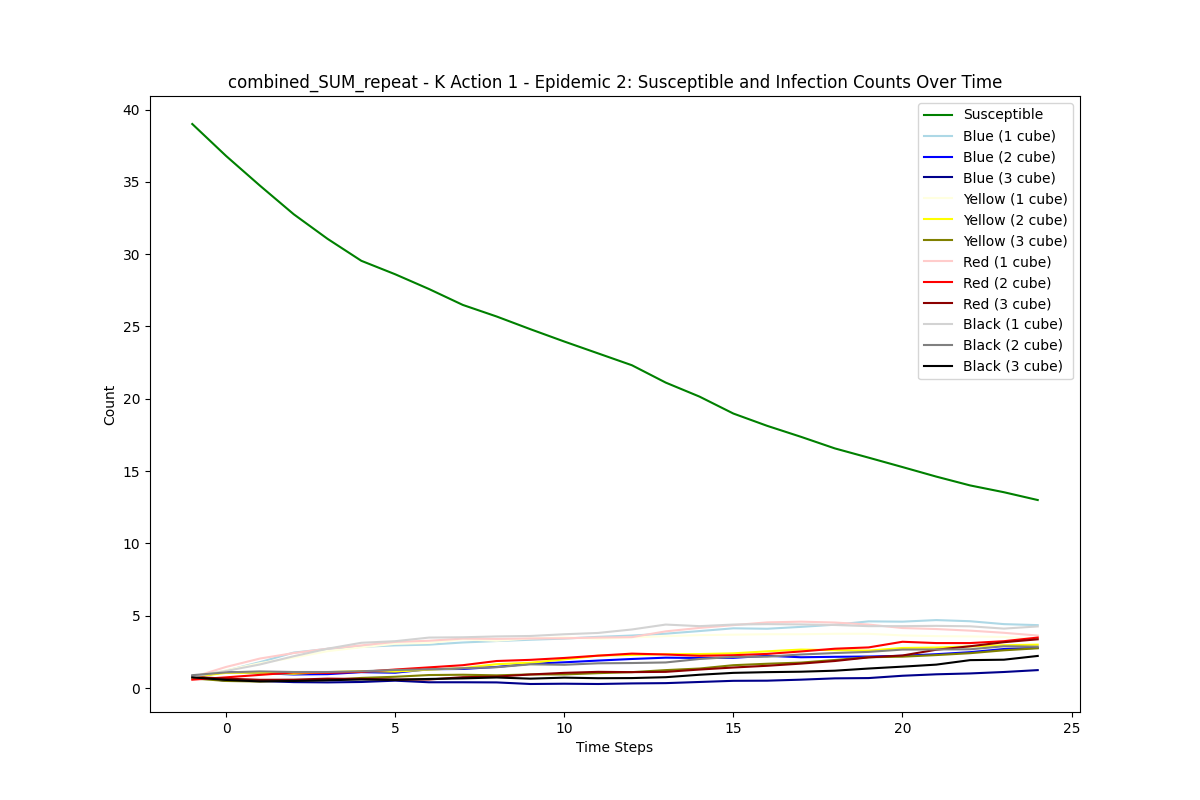 combined_SUM_repeat - K Action 1 - Epidemic 2: Susceptible and Infection Counts Over Time
40
35
30
25
20
15
10
5
0
Count
Susceptible
Blue (1 cube)
Blue (2 cube)
Blue (3 cube)
Yellow (1 cube)
Yellow (2 cube)
Yellow (3 cube)
Red (1 cube)
Red (2 cube)
Red (3 cube)
Black (1 cube)
Black (2 cube)
Black (3 cube)
0 5 10 15 20 25
Time Steps